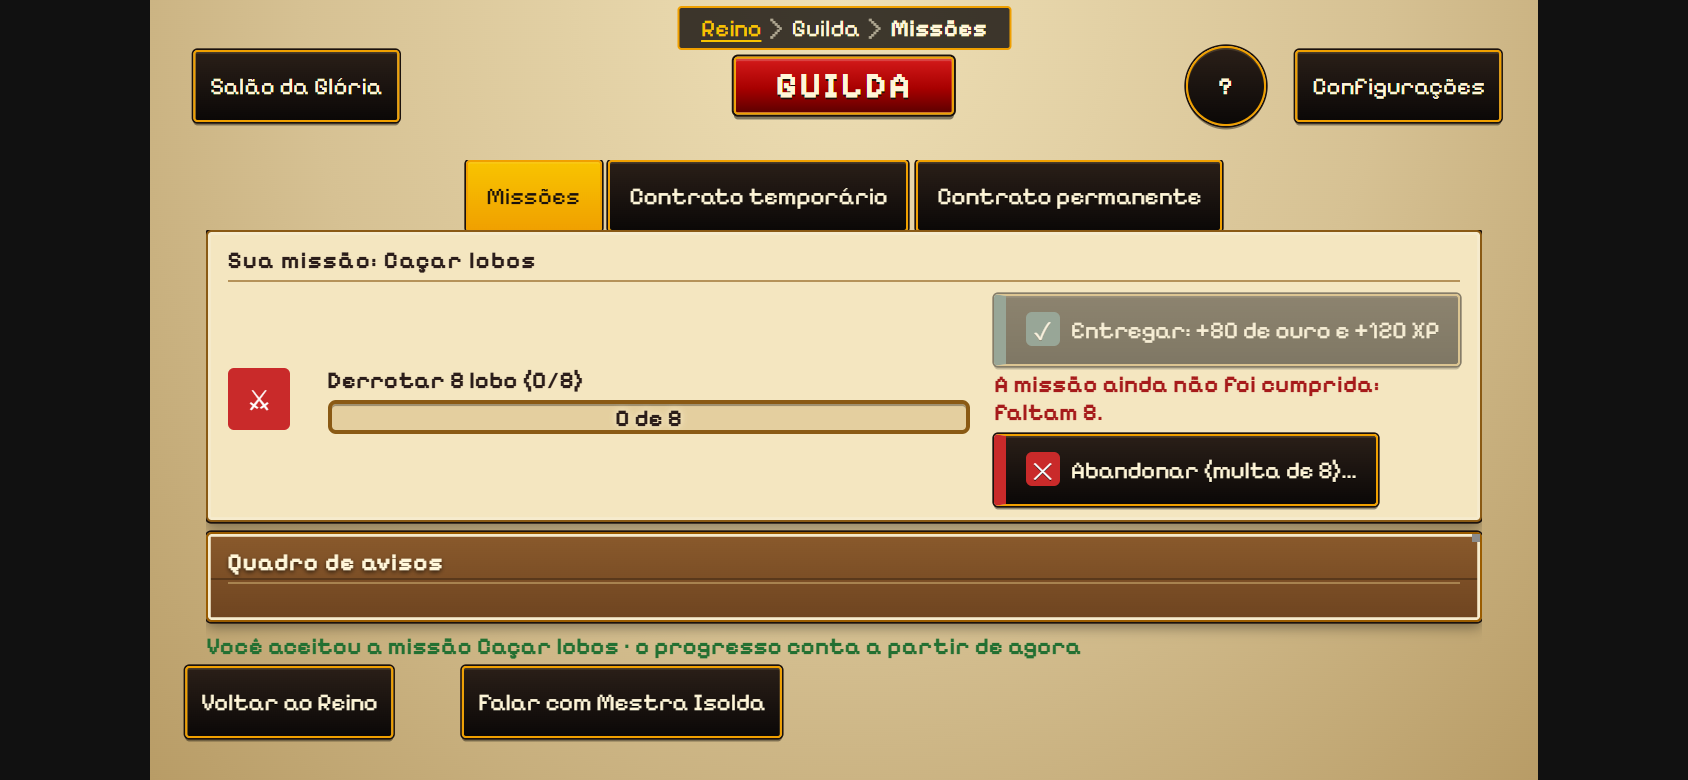 Reino > Guilda > Missões
Salão da Glória
GUILDA
?
Configurações
Missões
Contrato temporário
Contrato permanente
Sua missão: Caçar lobos
✓ Entregar: +80 de ouro e +120 XP
Derrotar 8 lobo (0/8)
0 de 8
A missão ainda não foi cumprida:
faltam 8.
Abandonar (multa de 8)...
Quadro de avisos
Você aceitou a missão Caçar lobos · o progresso conta a partir de agora
Voltar ao Reino
Falar com Mestra Isolda